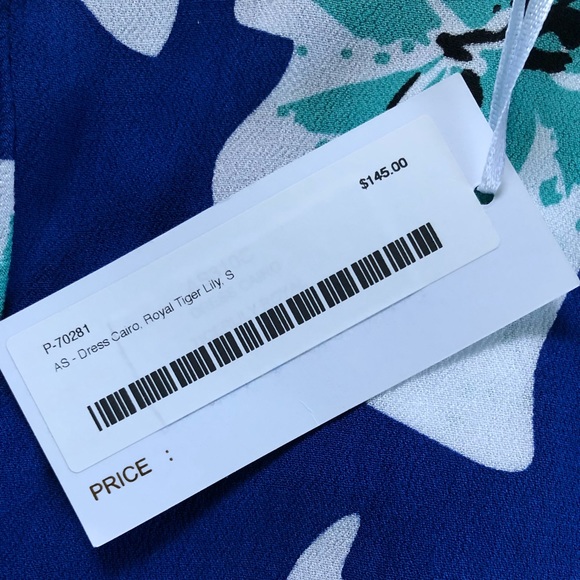 $145.00
P-70281
AS - Dress Cairo, Royal Tiger Lily, S
PRICE :